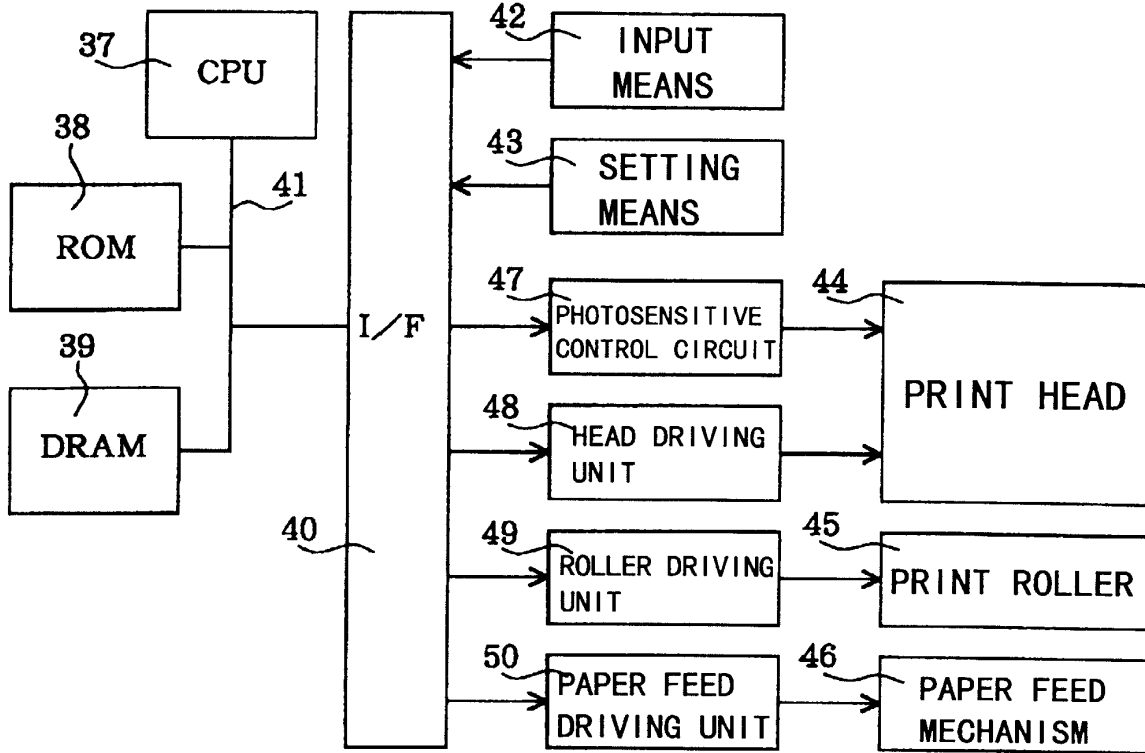 37
CPU
38
ROM
41
39
DRAM
I/F
40
42
INPUT
MEANS
43
SETTING
MEANS
47
PHOTOSENSITIVE
CONTROL CIRCUIT
44
PRINT HEAD
48
HEAD DRIVING
UNIT
49
ROLLER DRIVING
UNIT
45
PRINT ROLLER
50
PAPER FEED
DRIVING UNIT
46
PAPER FEED
MECHANISM